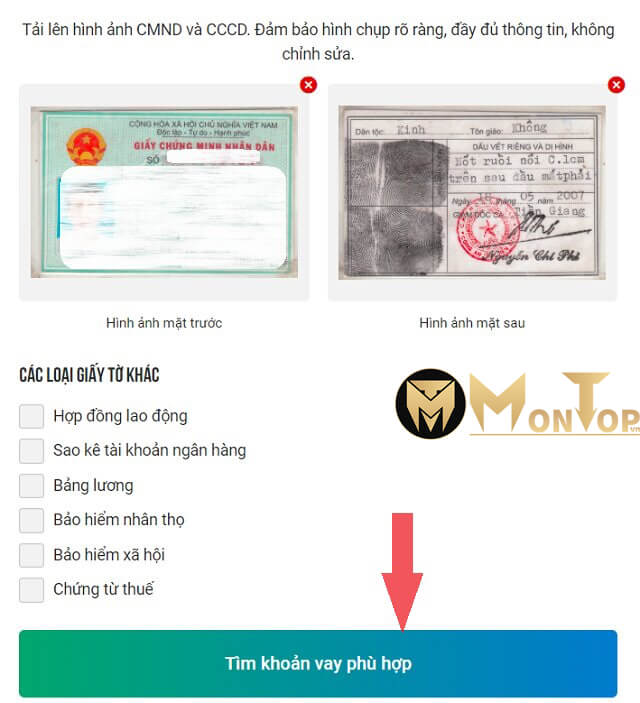 Tải lên hình ảnh CMND và CCCD. Đảm bảo hình chụp rõ ràng, đầy đủ thông tin, không
chỉnh sửa.
CỘNG HÒA XÃ HỘI CHỦ NGHĨA VIỆT NAM
Độc lập - Tự do - Hạnh phúc
GIẤY CHỨNG MINH NHÂN DÂN
SỐ
Dân tộc: Kinh Tôn giáo: Không
DẤU VẾT RIÊNG VÀ DỊ HÌNH
Nốt ruồi nổi C.1cm
trên sau đầu mắt phải
Ngày 18 tháng 05 năm 2007
GIÁM ĐỐC CA Tiền Giang
Nguyễn Chí Phi
Hình ảnh mặt trước
Hình ảnh mặt sau
CÁC LOẠI GIẤY TỜ KHÁC
Hợp đồng lao động
Sao kê tài khoản ngân hàng
Bảng lương
Bảo hiểm nhân thọ
Bảo hiểm xã hội
Chứng từ thuế
MONTOP
vn
Tìm khoản vay phù hợp